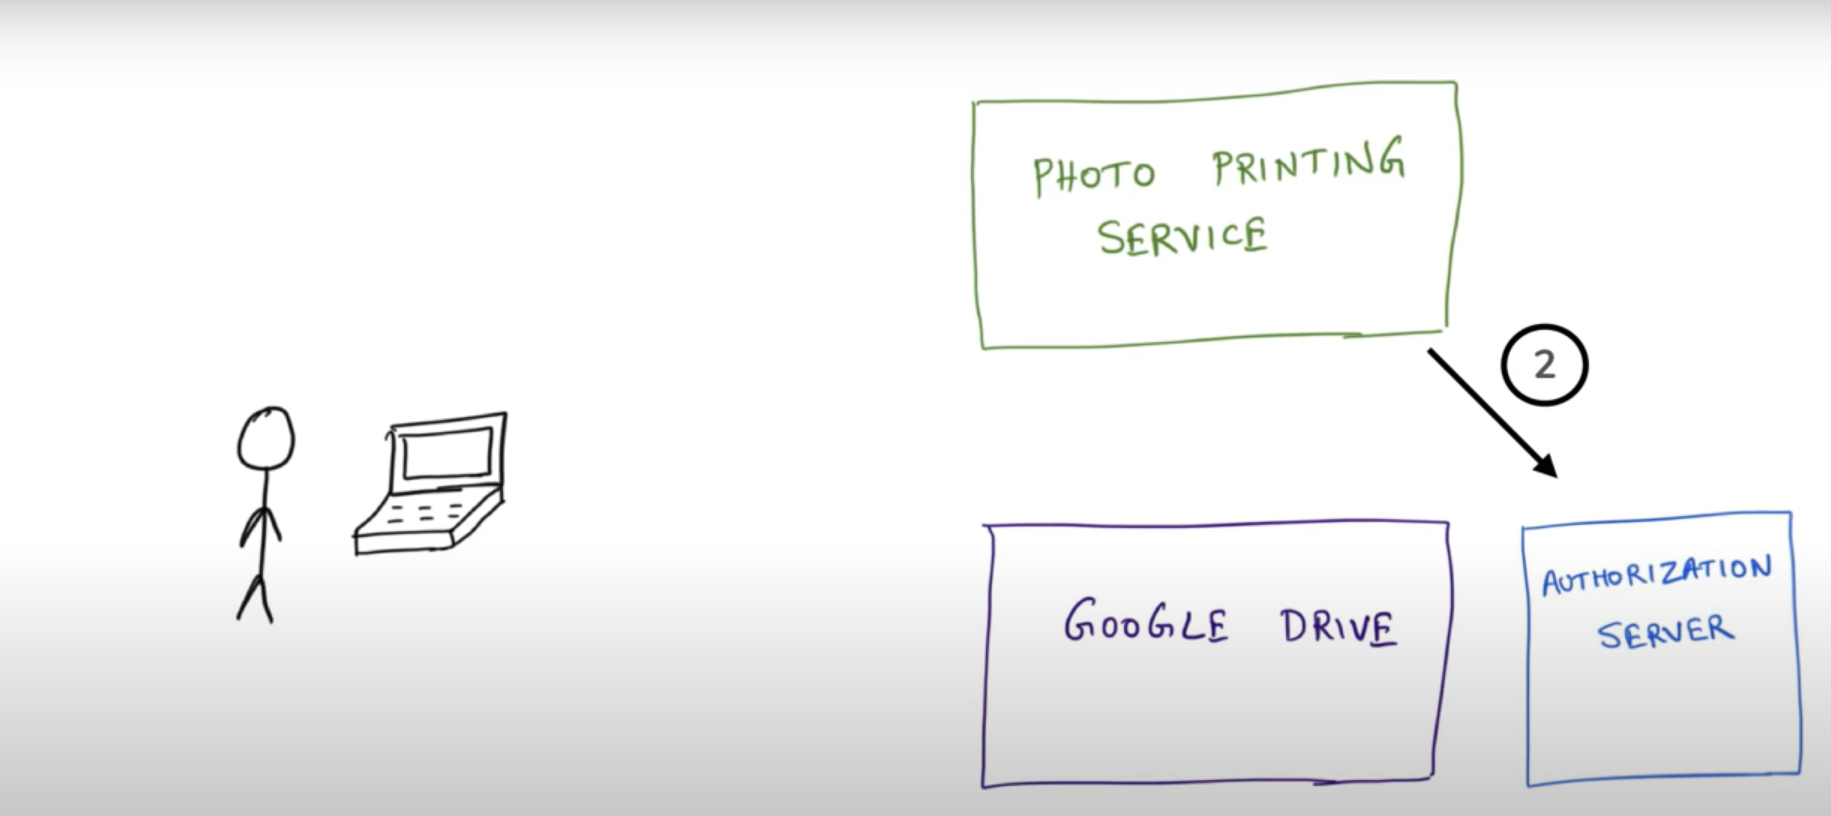 PHOTO PRINTING
SERVICE
2
GOOGLE DRIVE
AUTHORIZATION
SERVER